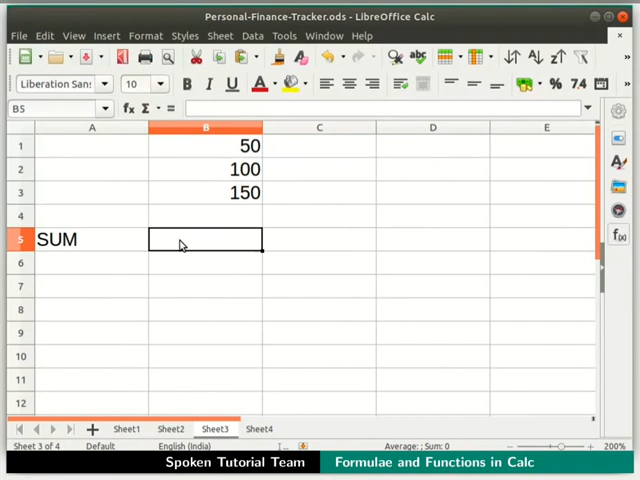 Personal-Finance-Tracker.ods - LibreOffice Calc
File Edit View Insert Format Styles Sheet Data Tools Window Help
Liberation Sans 10
B5
A B C D E
1 50
2 100
3 150
4
5 SUM
6
7
8
9
10
11
12
Sheet1 Sheet2 Sheet3 Sheet4
Sheet 3 of 4 Default English (India) Average: ; Sum: 0 200%
Spoken Tutorial Team Formulae and Functions in Calc